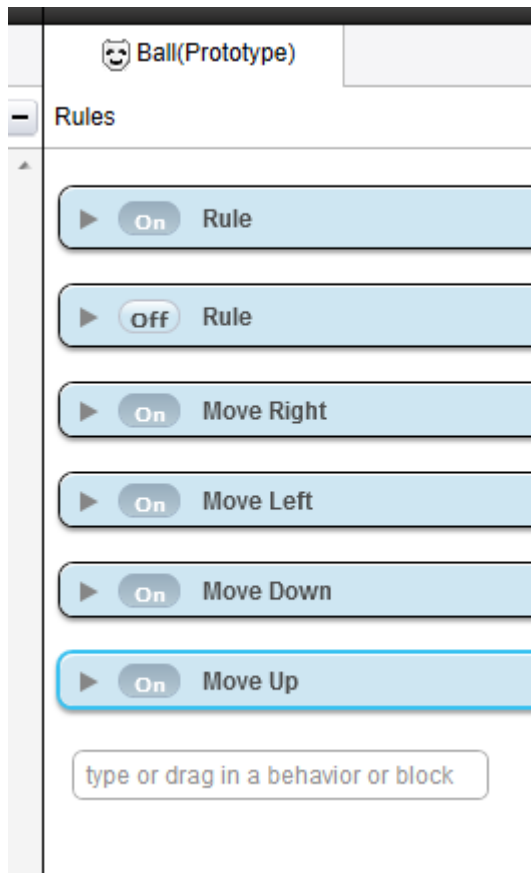 Ball(Prototype)
Rules
On Rule
Off Rule
On Move Right
On Move Left
On Move Down
On Move Up
type or drag in a behavior or block